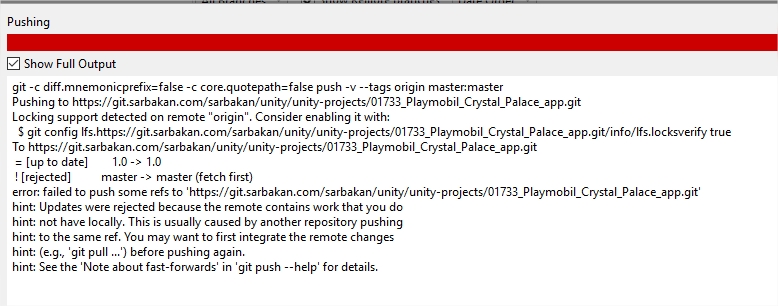 Pushing
Show Full Output
git -c diff.mnemonicprefix=false -c core.quotepath=false push -v --tags origin master:master
Pushing to https://git.sarbakan.com/sarbakan/unity/unity-projects/01733_Playmobil_Crystal_Palace_app.git
Locking support detected on remote "origin". Consider enabling it with:
$ git config lfs.https://git.sarbakan.com/sarbakan/unity/unity-projects/01733_Playmobil_Crystal_Palace_app.git/info/lfs.locksverify true
To https://git.sarbakan.com/sarbakan/unity/unity-projects/01733_Playmobil_Crystal_Palace_app.git
= [up to date] 1.0 -> 1.0
! [rejected] master -> master (fetch first)
error: failed to push some refs to 'https://git.sarbakan.com/sarbakan/unity/unity-projects/01733_Playmobil_Crystal_Palace_app.git'
hint: Updates were rejected because the remote contains work that you do
hint: not have locally. This is usually caused by another repository pushing
hint: to the same ref. You may want to first integrate the remote changes
hint: (e.g., 'git pull ...') before pushing again.
hint: See the 'Note about fast-forwards' in 'git push --help' for details.